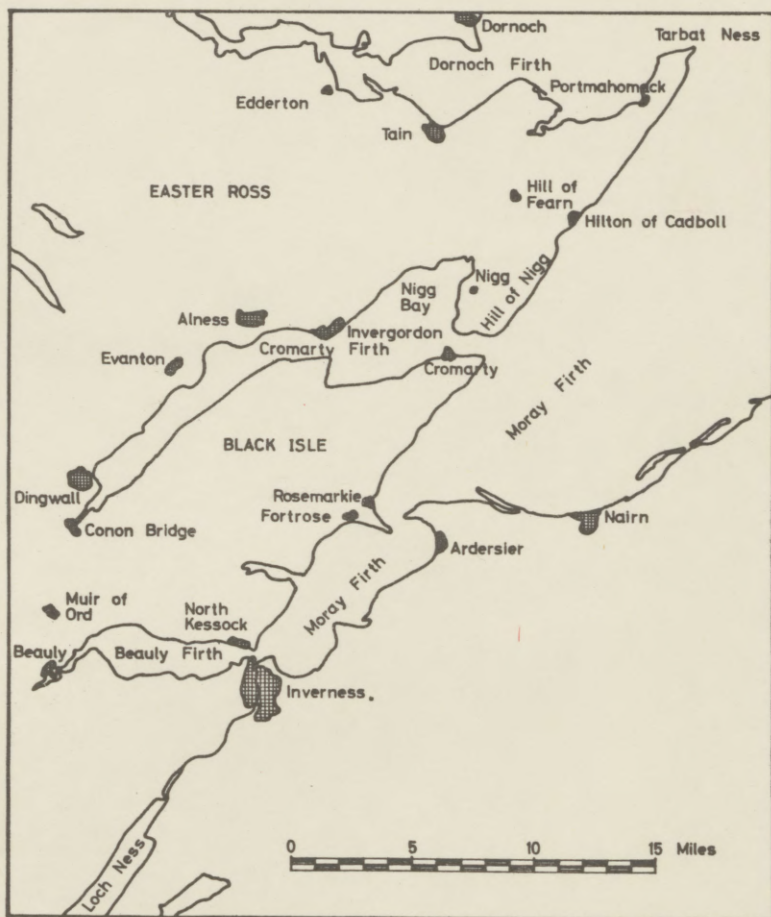 Tarbat Ness
Dornoch
Dornoch Firth
Portmahomack
Edderton
Tain
EASTER ROSS
Hill of
Fearn
Hilton of Cadboll
Nigg
Hill of Nigg
Nigg
Bay
Alness
Invergordon
Cromarty Firth
Evanton
Cromarty
Moray Firth
BLACK ISLE
Dingwall
Rosemarkie
Fortrose
Nairn
Conon Bridge
Ardersier
Moray Firth
Muir of
Ord
North
Kessock
Beauly
Beauly Firth
Inverness
Loch Ness
0 5 10 15 Miles